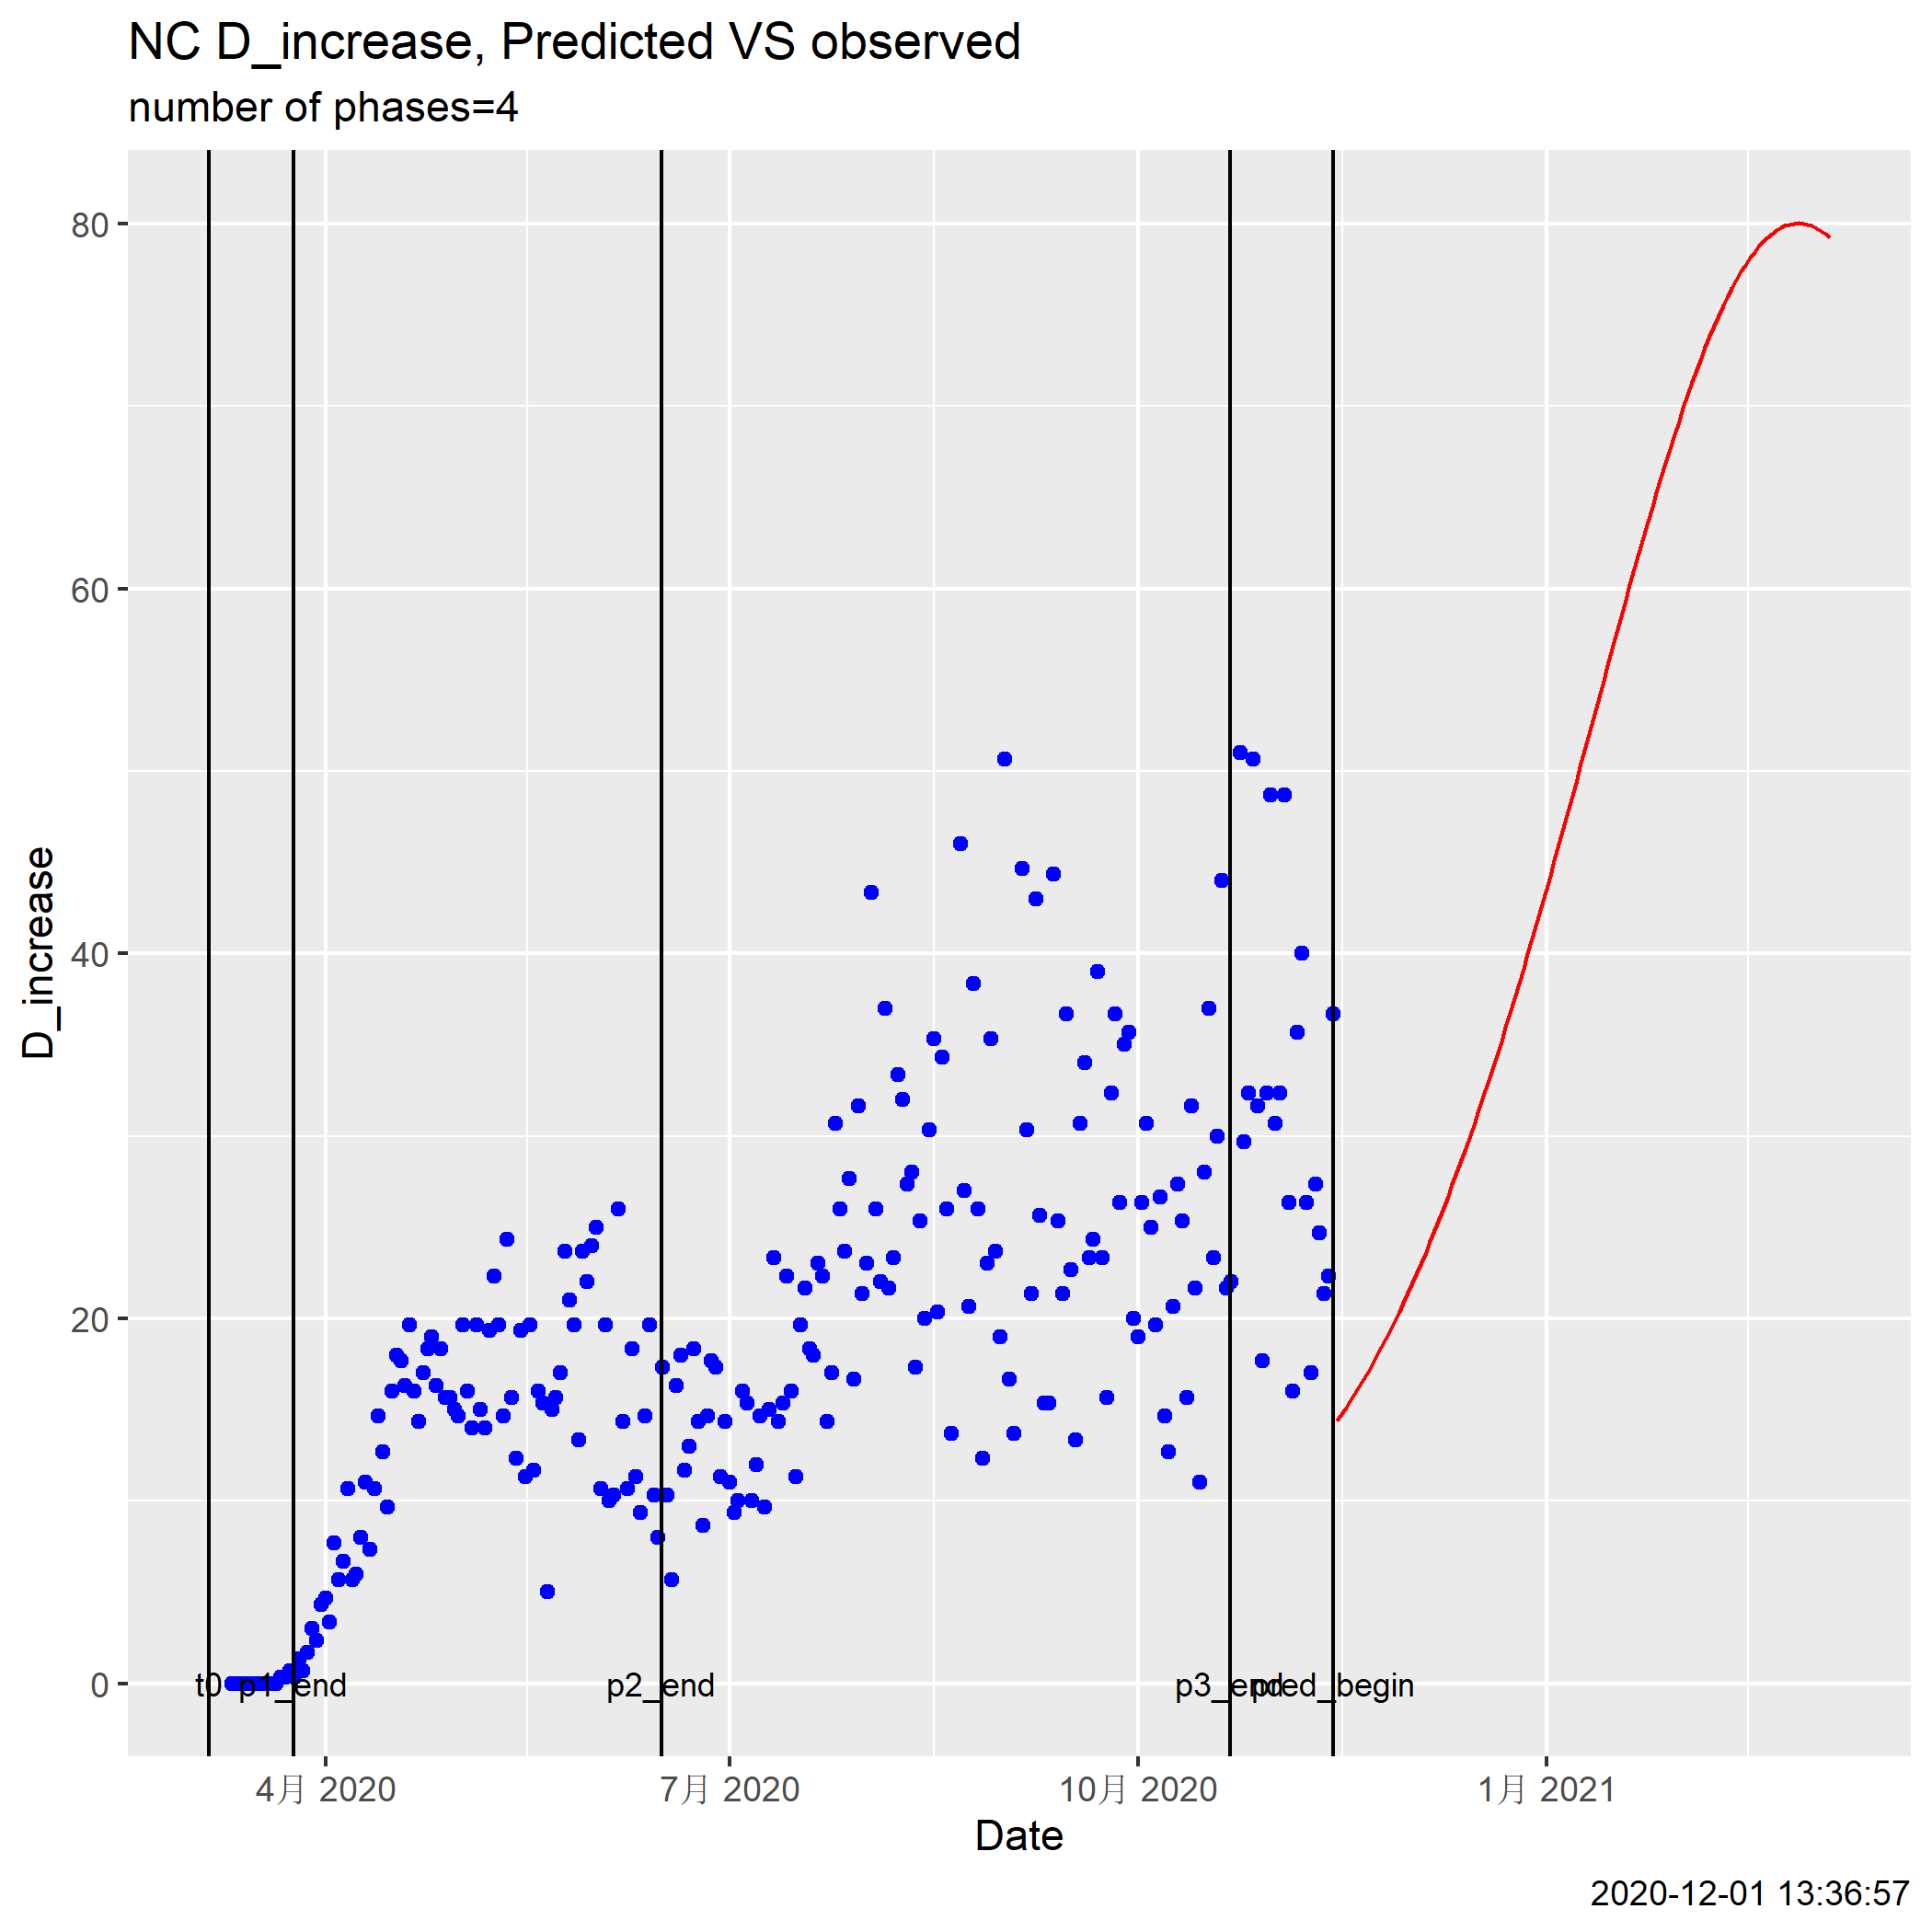 NC D_increase, Predicted VS observed
number of phases=4
80
60
40
20
0
D_increase
t0
p1_end
p2_end
p3_end
pred_begin
4月 2020
7月 2020
10月 2020
1月 2021
Date
2020-12-01 13:36:57